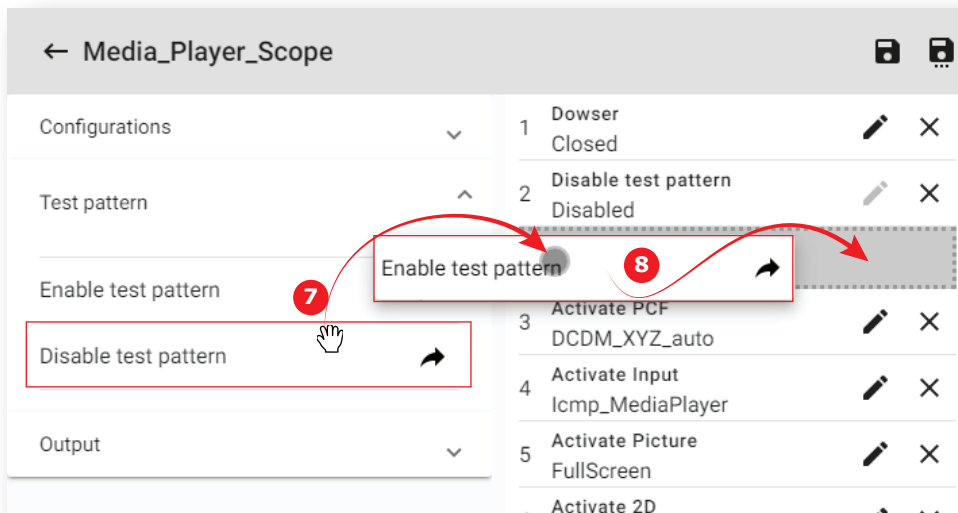 Media_Player_Scope
Configurations
Test pattern
Enable test pattern
Disable test pattern
Output
7
Enable test pattern
8
1
Dowser
Closed
2
Disable test pattern
Disabled
3
Activate PCF
DCDM_XYZ_auto
4
Activate Input
Icmp_MediaPlayer
5
Activate Picture
FullScreen
Activate 2D